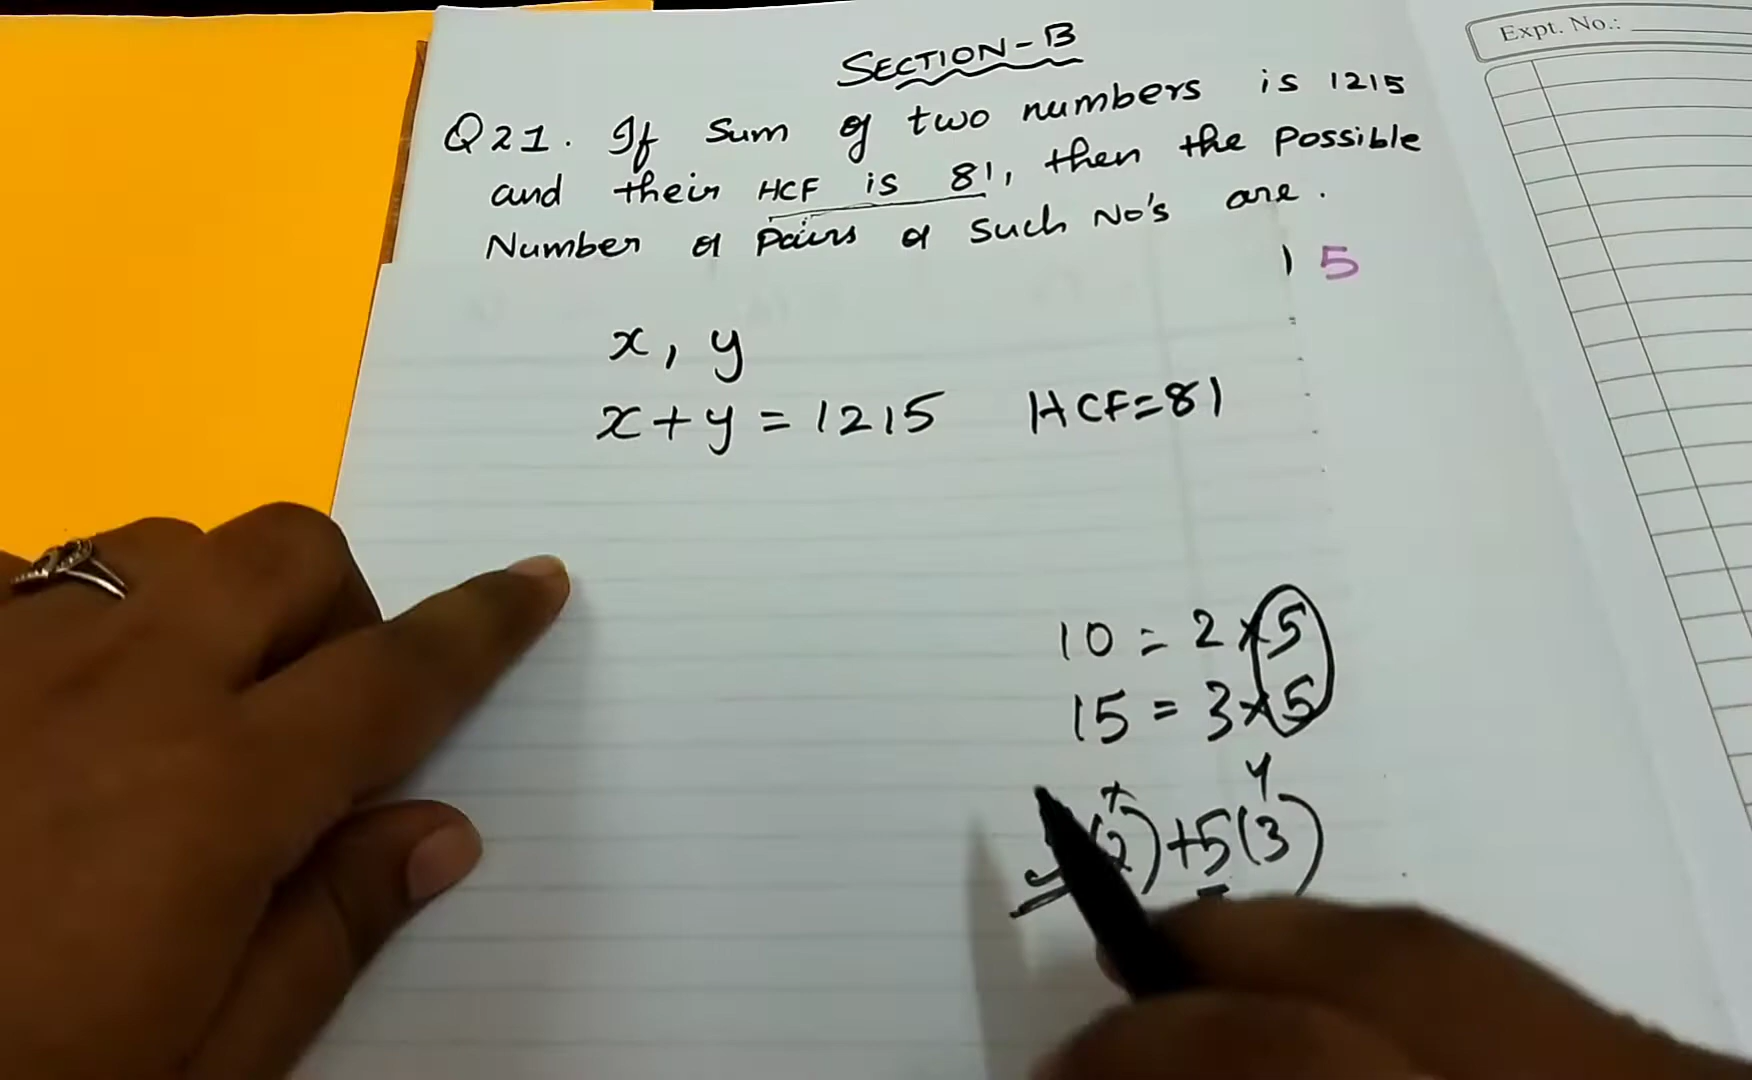 SECTION-B
Expt. No.:
Q21. If Sum of two numbers is 1215
and their HCF is 81, then the possible
Number of Pairs of Such No's are.
1 5
x, y
x+y = 1215 HCF=81
10 = 2×5
15 = 3×5
x y
(2)+5(3)